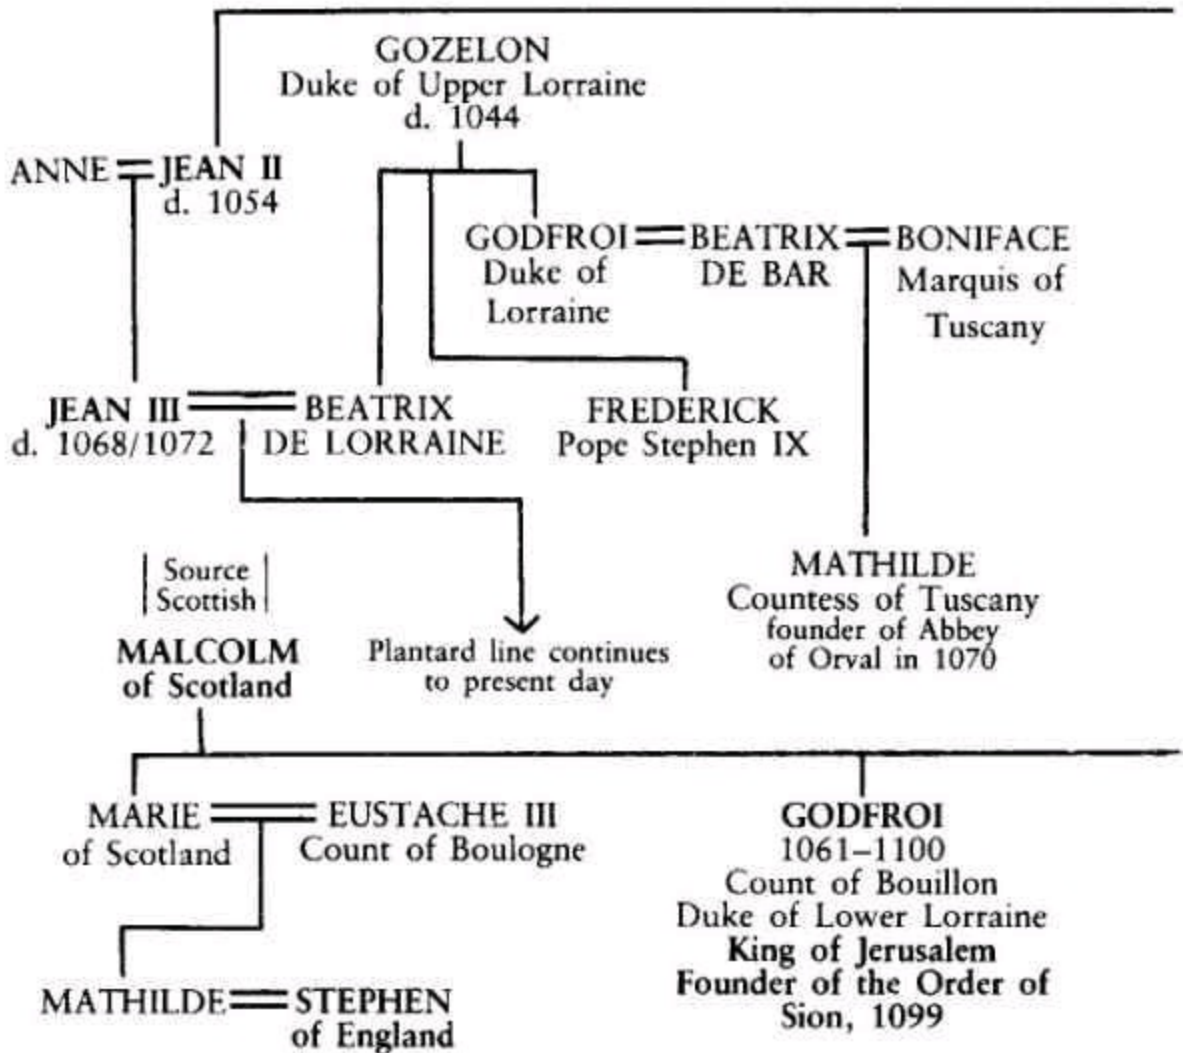 GOZELON
Duke of Upper Lorraine
d. 1044
ANNE = JEAN II
d. 1054
GODFROI = BEATRIX = BONIFACE
Duke of
Lorraine
DE BAR
Marquis of
Tuscany
JEAN III = BEATRIX
d. 1068/1072
DE LORRAINE
FREDERICK
Pope Stephen IX
MATHILDE
Countess of Tuscany
founder of Abbey
of Orval in 1070
Source
Scottish
MALCOLM
of Scotland
Plantard line continues
to present day
MARIE = EUSTACHE III
of Scotland
Count of Boulogne
GODFROI
1061–1100
Count of Bouillon
Duke of Lower Lorraine
King of Jerusalem
Founder of the Order of
Sion, 1099
MATHILDE = STEPHEN
of England